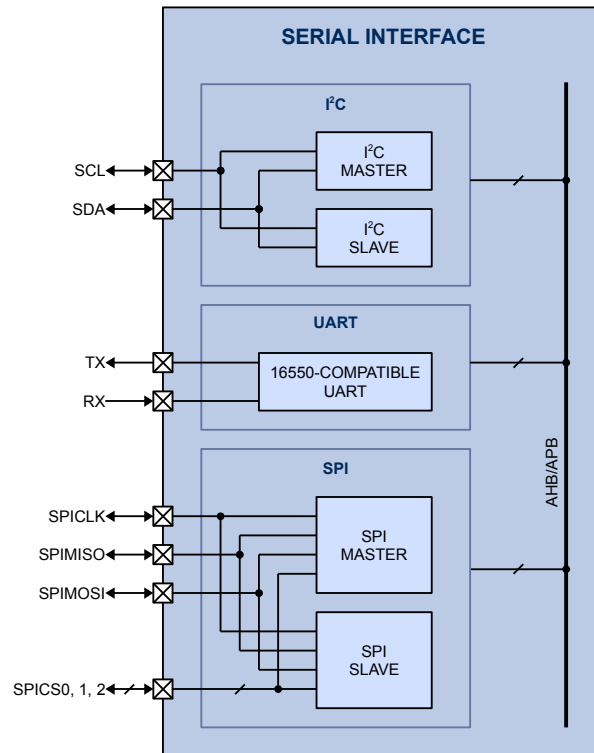 SERIAL INTERFACE
I²C
SCL
SDA
I²C
MASTER
I²C
SLAVE
UART
TX
RX
16550-COMPATIBLE
UART
AHB/APB
SPI
SPICLK
SPIMISO
SPIMOSI
SPICS0, 1, 2
SPI
MASTER
SPI
SLAVE